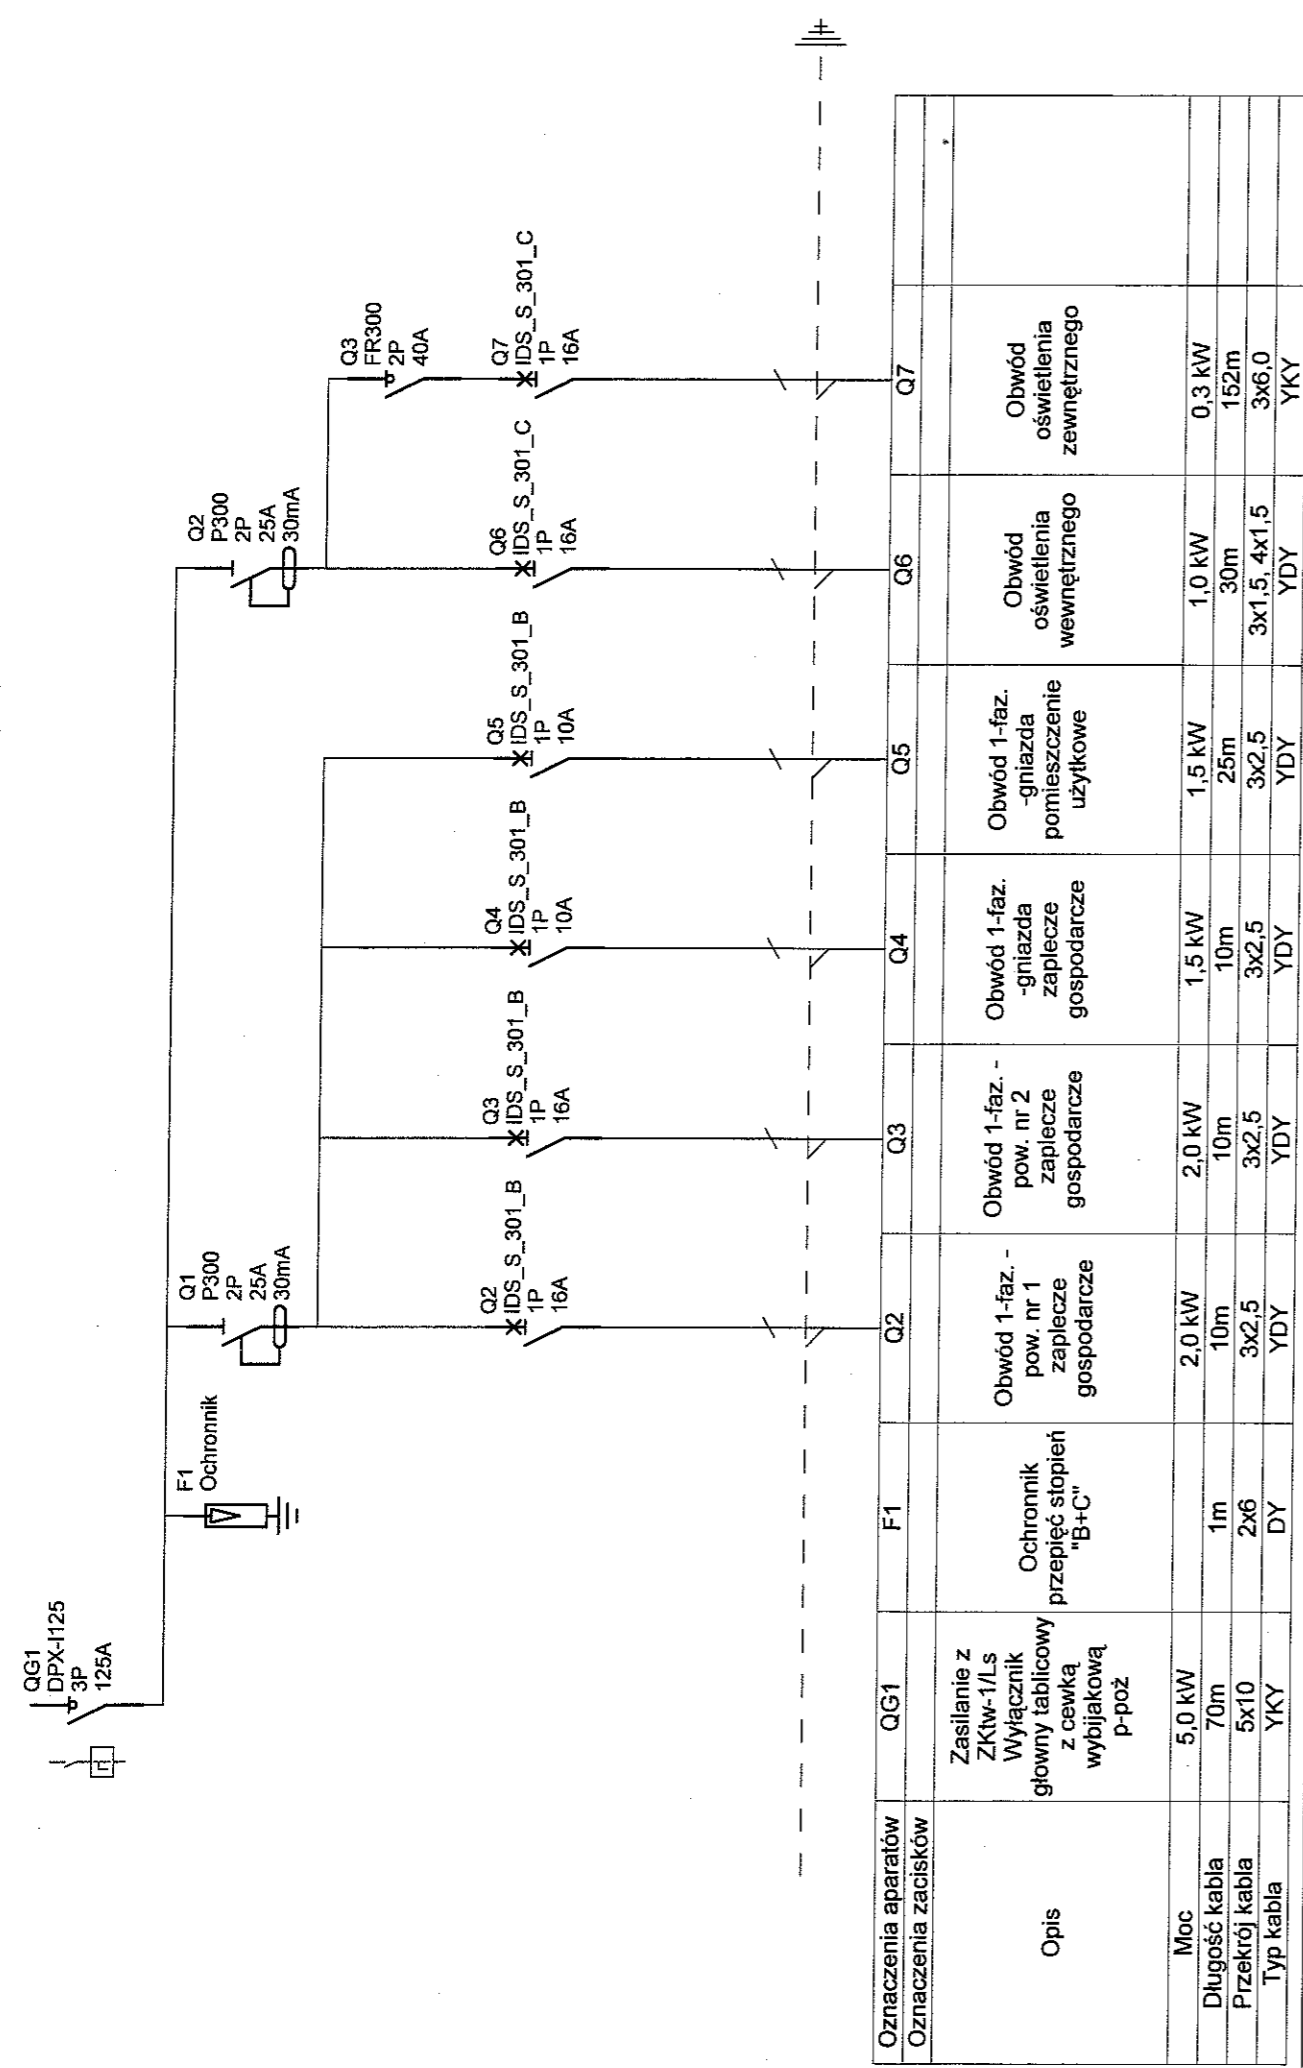 QG1
DPX-I125
3P
125A
F1
Ochronnik
Q1
P300
2P
25A
30mA
Q2
P300
2P
25A
30mA
Q2
IDS_S_301_B
1P
16A
Q3
IDS_S_301_B
1P
16A
Q4
IDS_S_301_B
1P
10A
Q5
IDS_S_301_B
1P
10A
Q6
IDS_S_301_C
1P
16A
Q3
FR300
2P
40A
Q7
IDS_S_301_C
1P
16A
Oznaczenia aparatów QG1 F1 Q2 Q3 Q4 Q5 Q6 Q7
Oznaczenia zacisków
Opis
Zasilanie z
ZKtw-1/Ls
Wyłącznik
głowny tablicowy
z cewką
wybijakową
p-poż
Ochronnik
przepięć stopień
"B+C"
Obwód 1-faz. -
pow. nr 1
zaplecze
gospodarcze
Obwód 1-faz. -
pow. nr 2
zaplecze
gospodarcze
Obwód 1-faz.
-gniazda
zaplecze
gospodarcze
Obwód 1-faz.
-gniazda
pomieszczenie
użytkowe
Obwód
oświetlenia
wewnętrznego
Obwód
oświetlenia
zewnętrznego
Moc 5,0 kW 2,0 kW 2,0 kW 1,5 kW 1,5 kW 1,0 kW 0,3 kW
Długość kabla 70m 1m 10m 10m 10m 25m 30m 152m
Przekrój kabla 5x10 2x6 3x2,5 3x2,5 3x2,5 3x2,5 3x1,5, 4x1,5 3x6,0
Typ kabla YKY DY YDY YDY YDY YDY YDY YKY